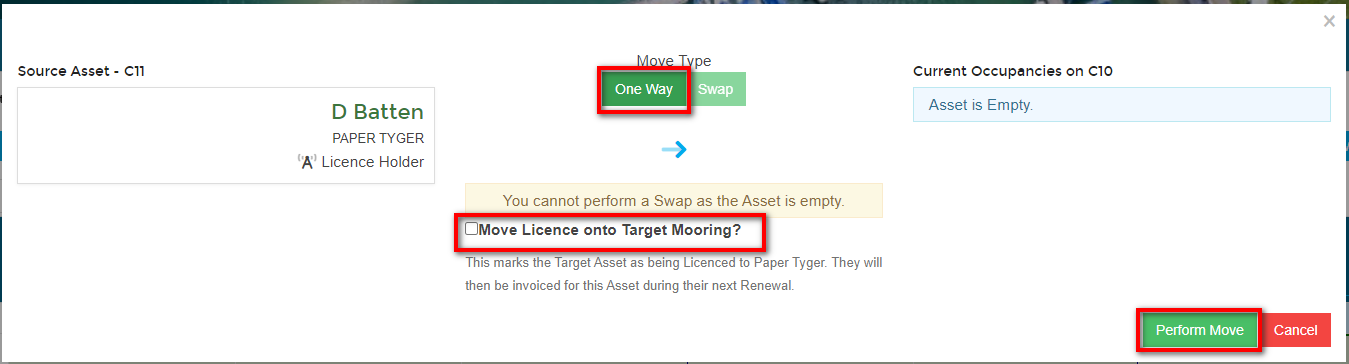 ×
Source Asset - C11
D Batten
PAPER TYGER
Licence Holder
Move Type
One Way Swap
You cannot perform a Swap as the Asset is empty.
Move Licence onto Target Mooring?
This marks the Target Asset as being Licenced to Paper Tyger. They will
then be invoiced for this Asset during their next Renewal.
Current Occupancies on C10
Asset is Empty.
Perform Move Cancel